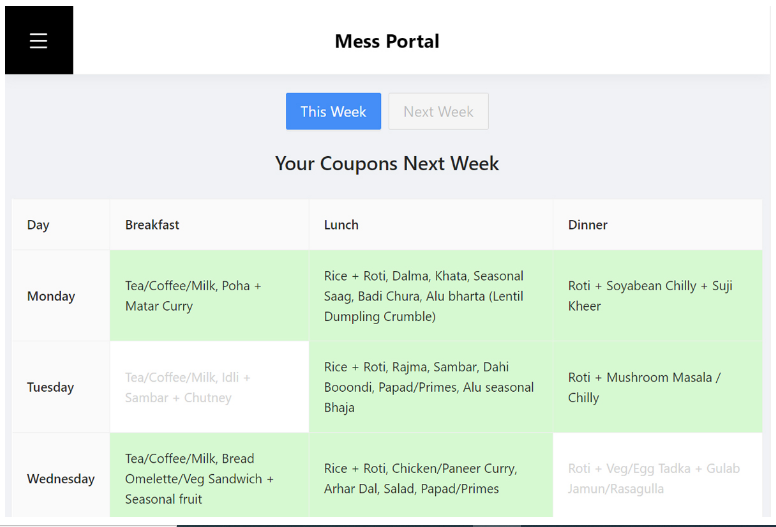 Mess Portal
This Week
Next Week
Your Coupons Next Week
Day
Breakfast
Lunch
Dinner
Monday
Tea/Coffee/Milk, Poha +
Matar Curry
Rice + Roti, Dalma, Khata, Seasonal
Saag, Badi Chura, Alu bharta (Lentil
Dumpling Crumble)
Roti + Soyabean Chilly + Suji
Kheer
Tuesday
Tea/Coffee/Milk, Idli +
Sambar + Chutney
Rice + Roti, Rajma, Sambar, Dahi
Booondi, Papad/Primes, Alu seasonal
Bhaja
Roti + Mushroom Masala /
Chilly
Wednesday
Tea/Coffee/Milk, Bread
Omelette/Veg Sandwich +
Seasonal fruit
Rice + Roti, Chicken/Paneer Curry,
Arhar Dal, Salad, Papad/Primes
Roti + Veg/Egg Tadka + Gulab
Jamun/Rasagulla